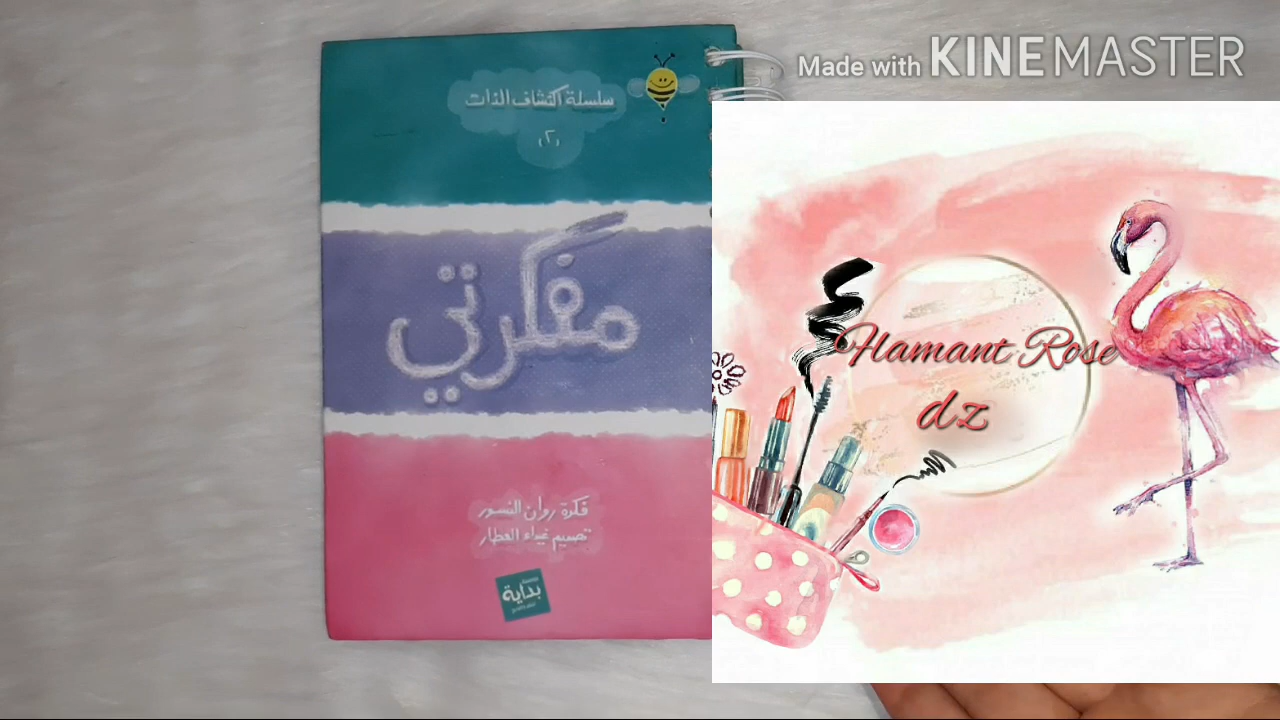 سلسلة اكتشاف الذات
(٢)
مفكرتي
فكرة روان النسور
تصميم غيداء العطار
بداية
Made with KINEMASTER
Flamant Rose
dz